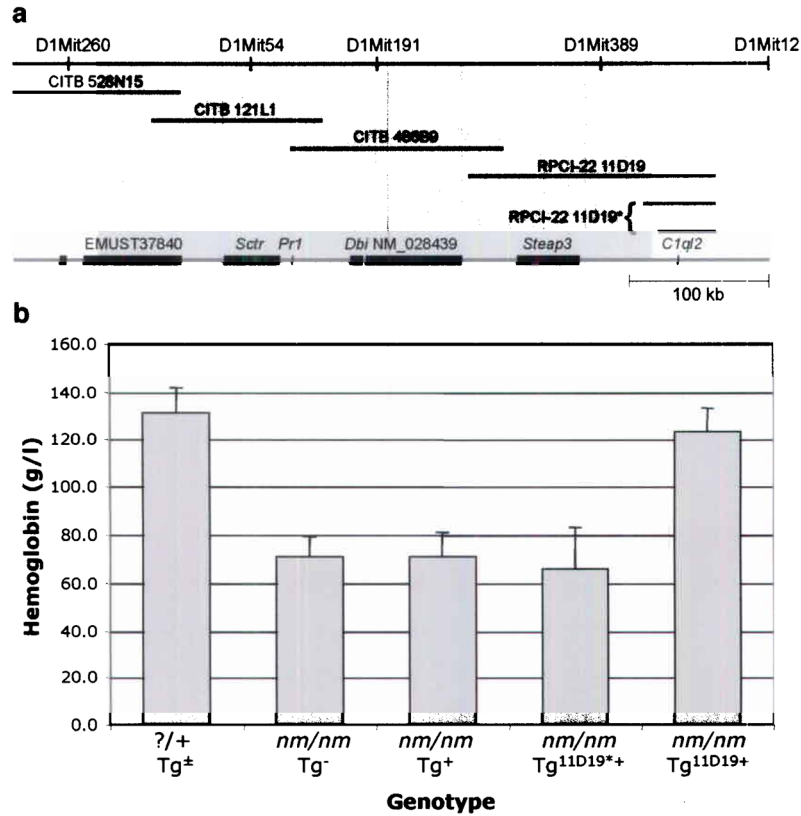 a
D1Mit260 D1Mit54 D1Mit191 D1Mit389 D1Mit12
CITB 526N15
CITB 121L1
CITB 486B9
RPCI-22 11D19
RPCI-22 11D19* {
EMUST37840 Sctr Pr1 Dbi NM_028439 Steap3 C1ql2
100 kb
b
160.0
140.0
120.0
100.0
80.0
60.0
40.0
20.0
0.0
Hemoglobin (g/l)
?/+ nm/nm nm/nm nm/nm nm/nm
Tg± Tg- Tg+ Tg11D19*+ Tg11D19+
Genotype